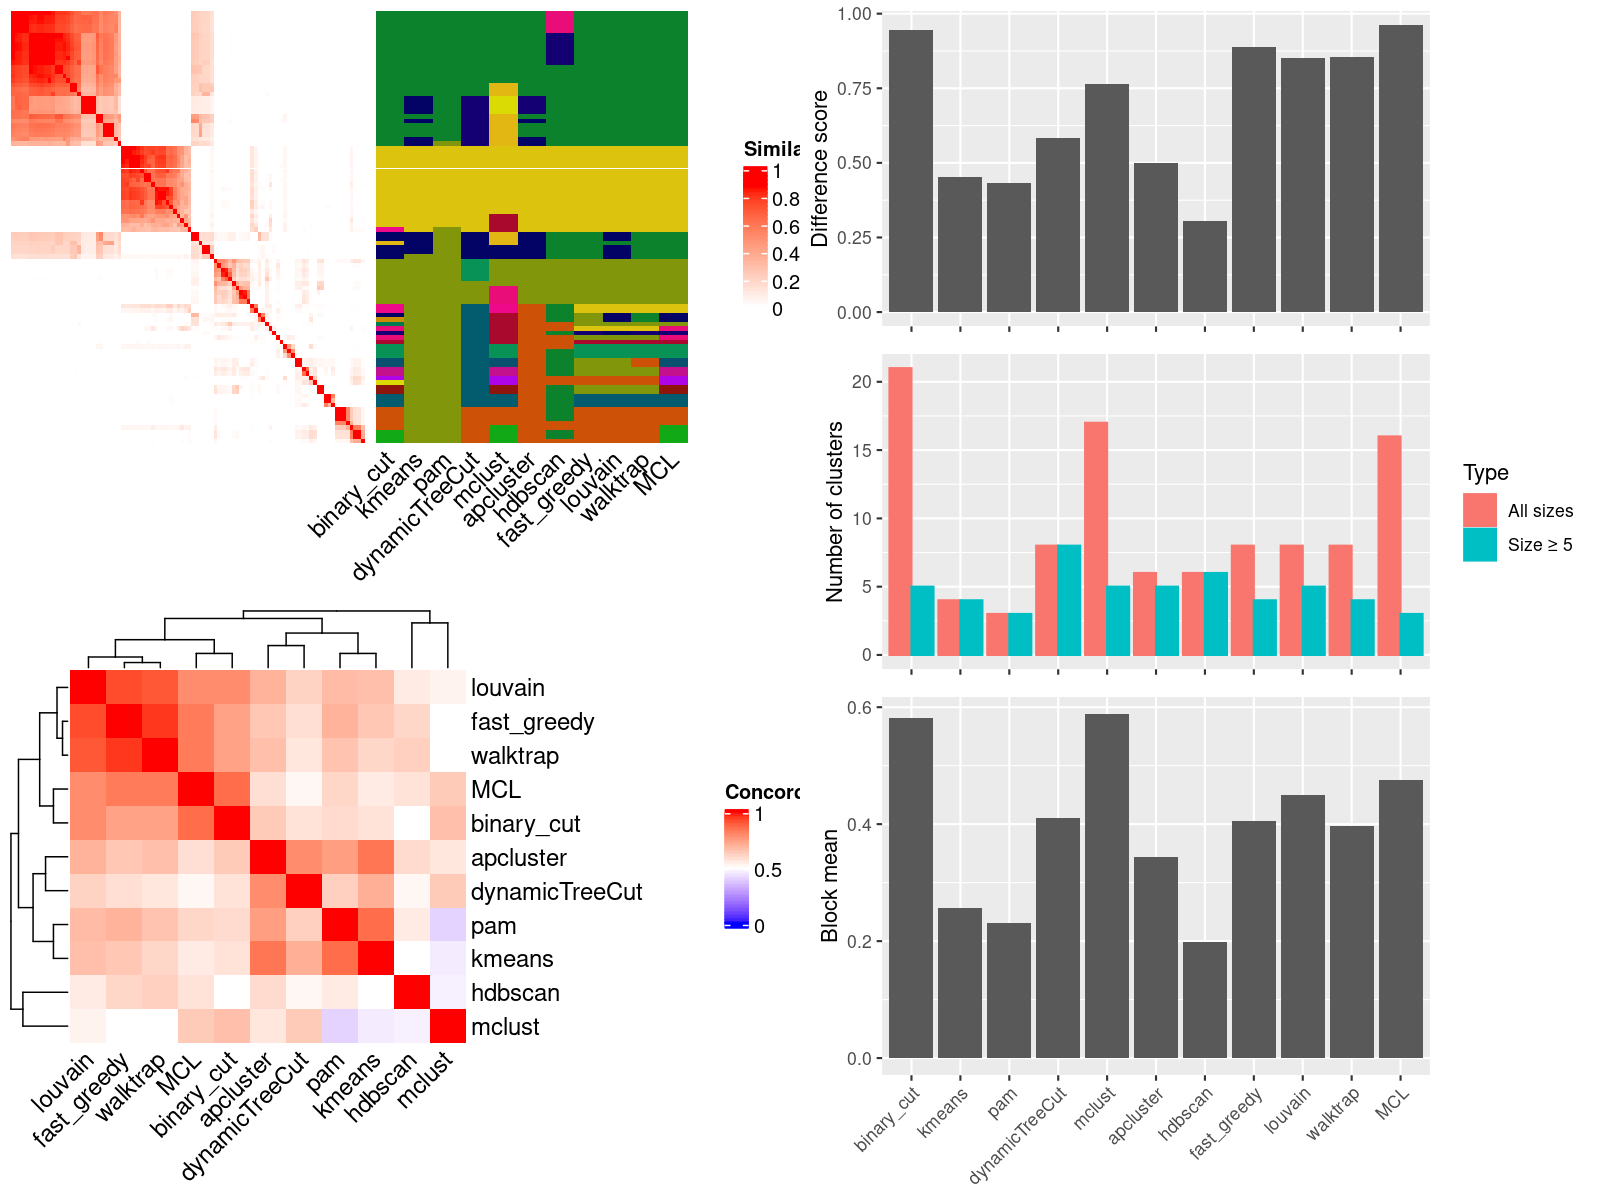 Simila
1
0.8
0.6
0.4
0.2
0
binary_cut
kmeans
pam
dynamicTreeCut
mclust
apcluster
hdbscan
fast_greedy
louvain
walktrap
MCL
louvain
fast_greedy
walktrap
MCL
binary_cut
apcluster
dynamicTreeCut
pam
kmeans
hdbscan
mclust
louvain
fast_greedy
walktrap
MCL
binary_cut
apcluster
dynamicTreeCut
pam
kmeans
hdbscan
mclust
Concord
1
0.5
0
Difference score
1.00
0.75
0.50
0.25
0.00
Number of clusters
20
15
10
5
0
Type
All sizes
Size ≥ 5
Block mean
0.6
0.4
0.2
0.0
binary_cut
kmeans
pam
dynamicTreeCut
mclust
apcluster
hdbscan
fast_greedy
louvain
walktrap
MCL